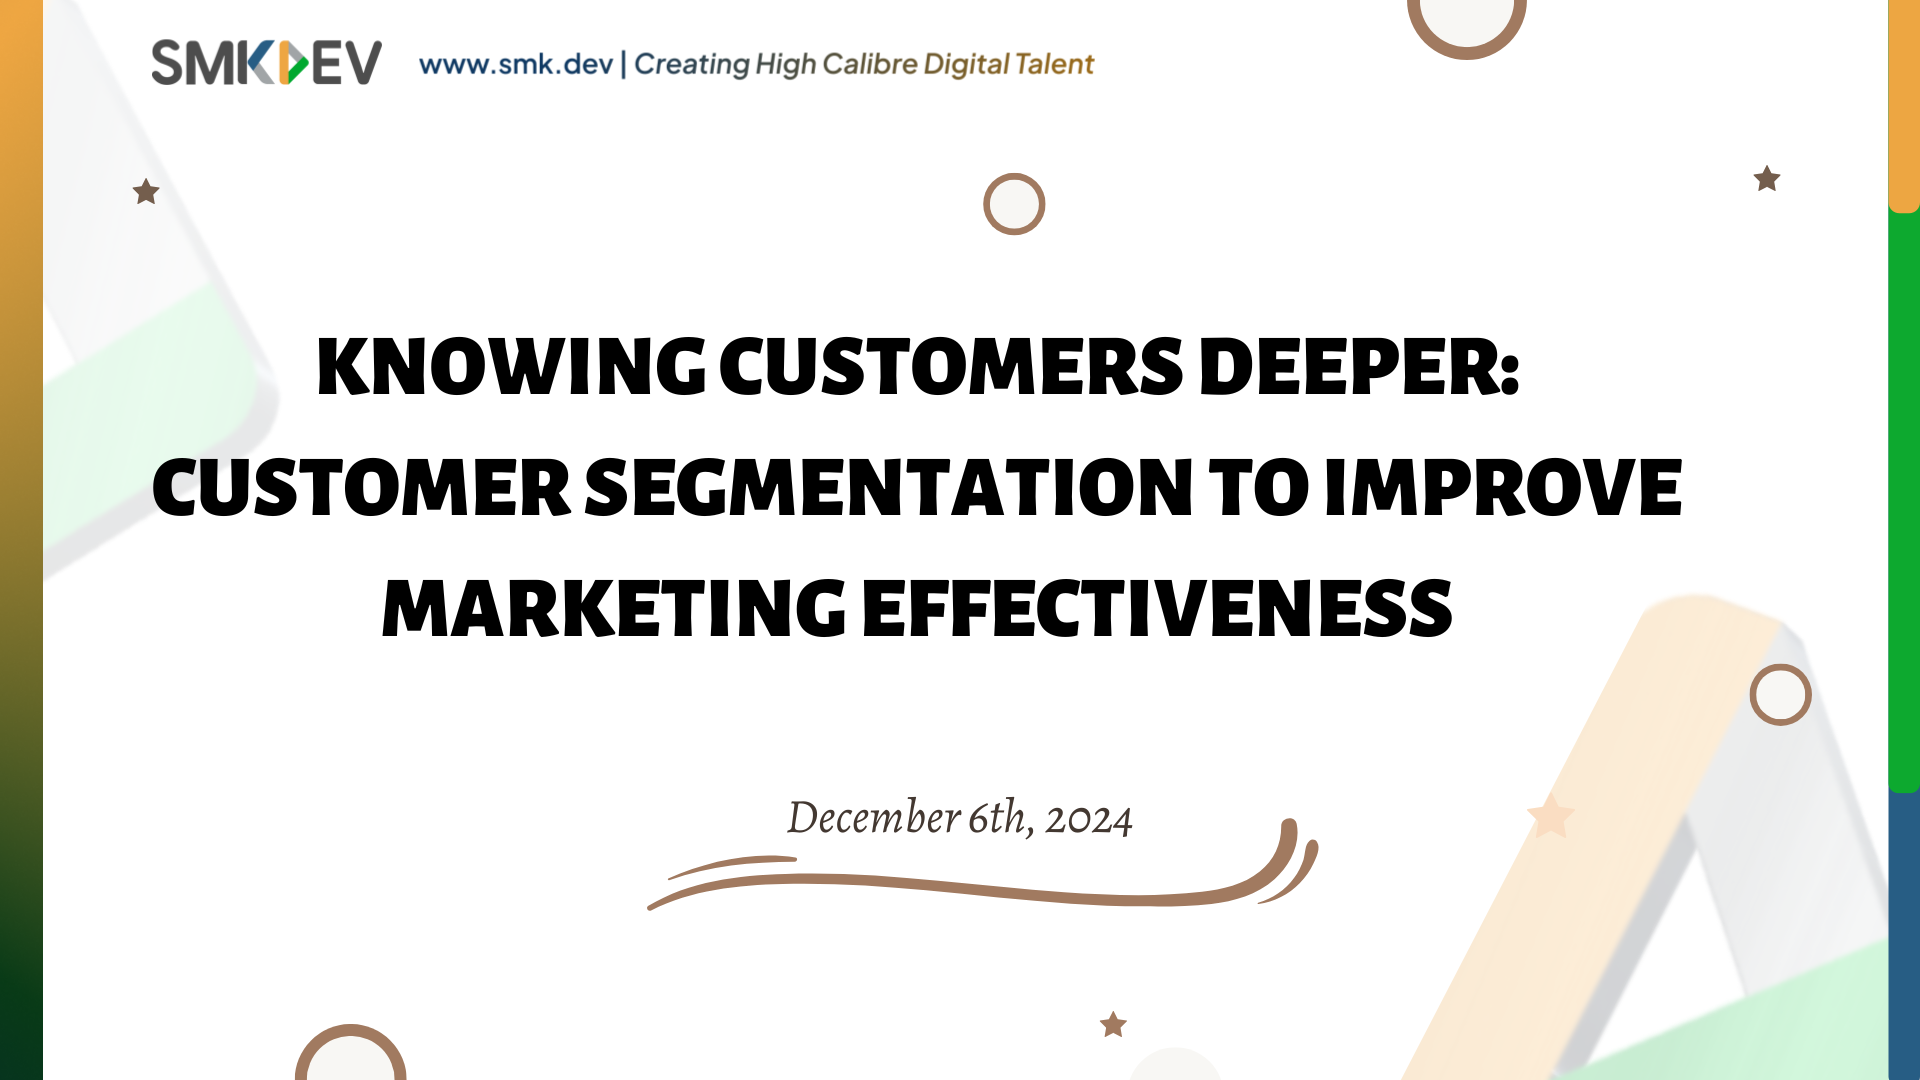 SMKDEV
www.smk.dev | Creating High Calibre Digital Talent
KNOWING CUSTOMERS DEEPER:
CUSTOMER SEGMENTATION TO IMPROVE
MARKETING EFFECTIVENESS
December 6th, 2024